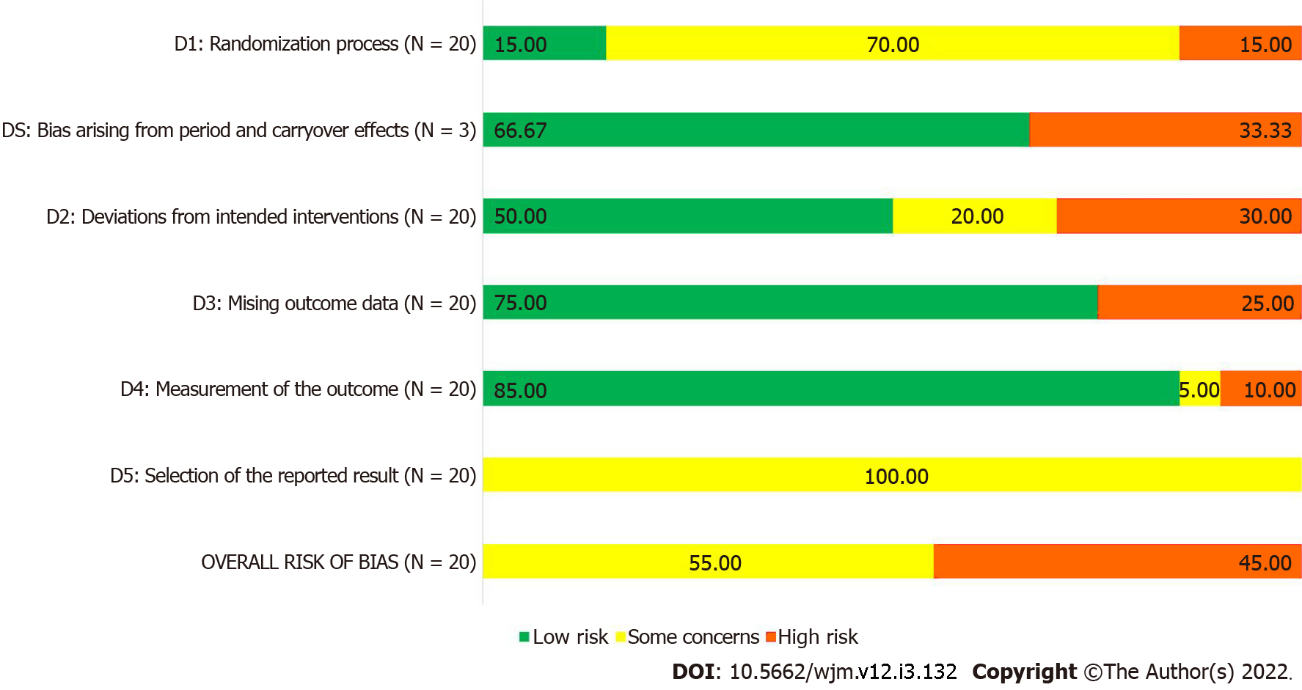 D1: Randomization process (N = 20) 15.00 70.00 15.00
DS: Bias arising from period and carryover effects (N = 3) 66.67 33.33
D2: Deviations from intended interventions (N = 20) 50.00 20.00 30.00
D3: Mising outcome data (N = 20) 75.00 25.00
D4: Measurement of the outcome (N = 20) 85.00 5.00 10.00
D5: Selection of the reported result (N = 20) 100.00
OVERALL RISK OF BIAS (N = 20) 55.00 45.00
Low risk Some concerns High risk
DOI: 10.5662/wjm.v12.i3.132 Copyright ©The Author(s) 2022.